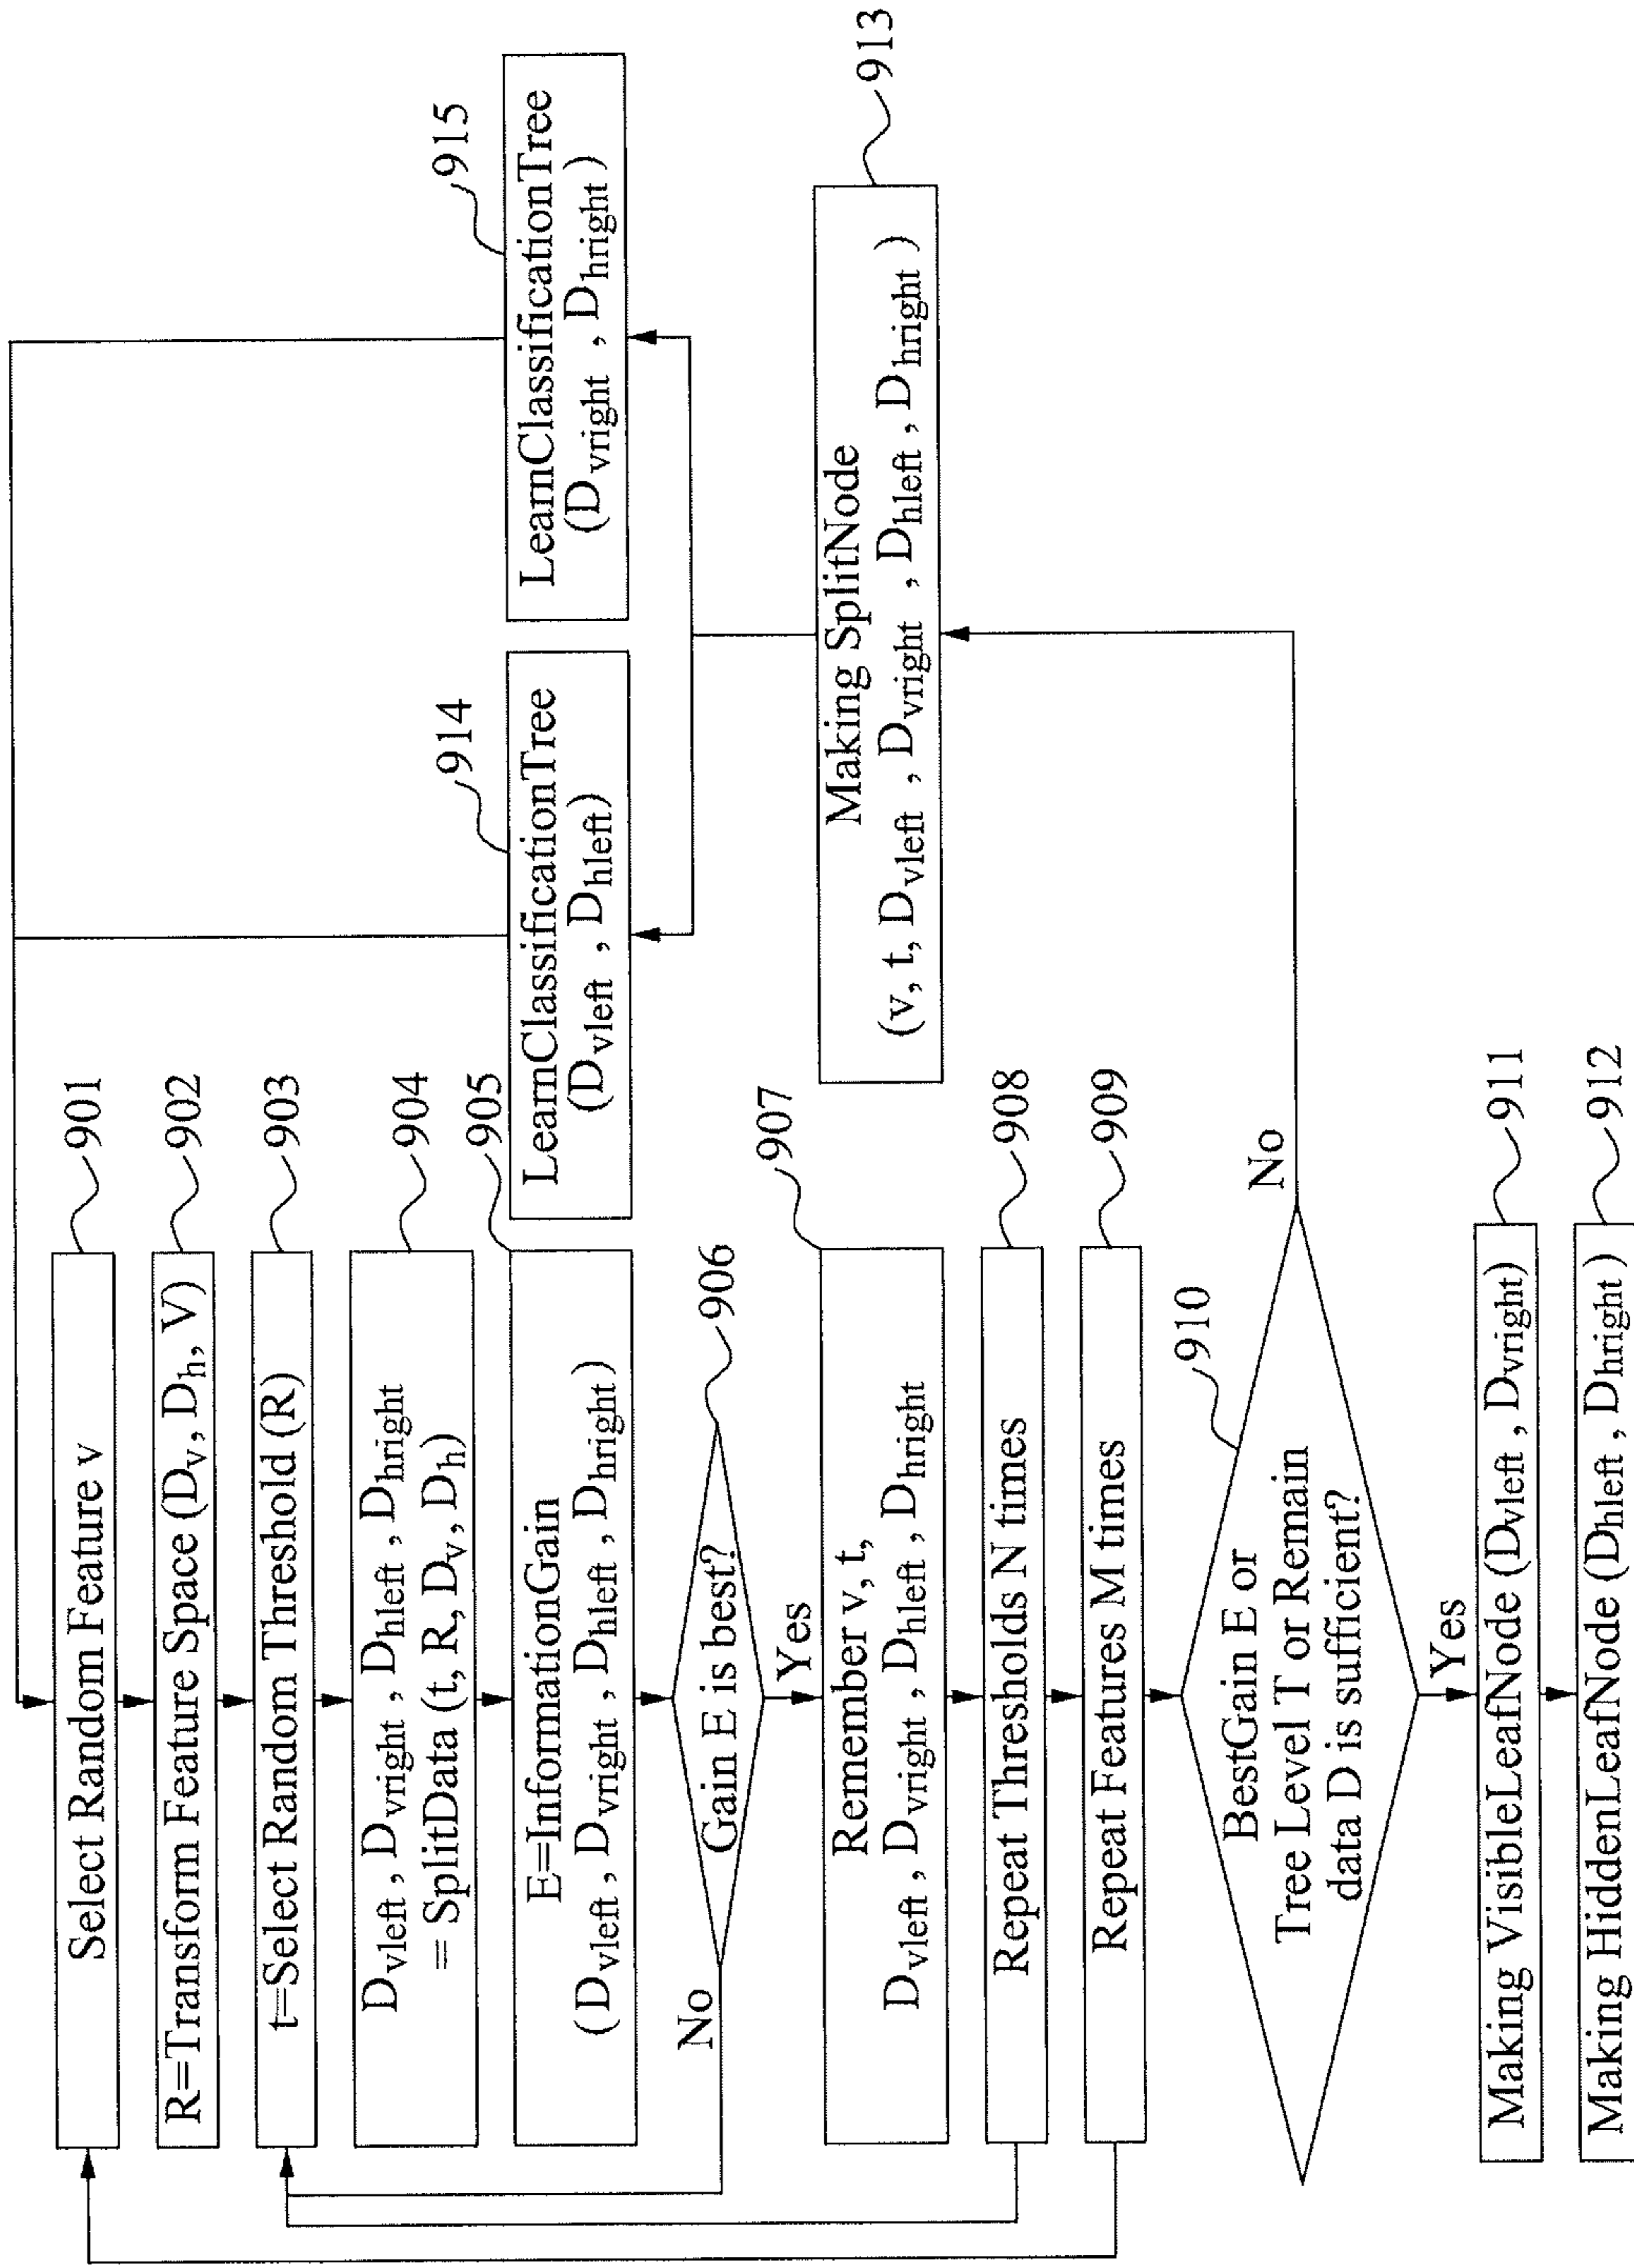 901
Select Random Feature v
902
R=Transform Feature Space (Dv, Dh, V)
903
t=Select Random Threshold (R)
904
Dvleft , Dvright , Dhleft , Dhright
= SplitData (t, R, Dv, Dh)
905
E=InformationGain
(Dvleft , Dvright , Dhleft , Dhright)
906
Gain E is best?
No
Yes
907
Remember v, t,
Dvleft , Dvright , Dhleft , Dhright
908
Repeat Thresholds N times
909
Repeat Features M times
910
BestGain E or
Tree Level T or Remain
data D is sufficient?
No
Yes
911
Making VisibleLeafNode (Dvleft , Dvright)
912
Making HiddenLeafNode (Dhleft , Dhright )
913
Making SplitNode
(v, t, Dvleft , Dvright , Dhleft , Dhright )
914
LearnClassificationTree
(Dvleft , Dhleft)
915
LearnClassificationTree
(Dvright , Dhright )